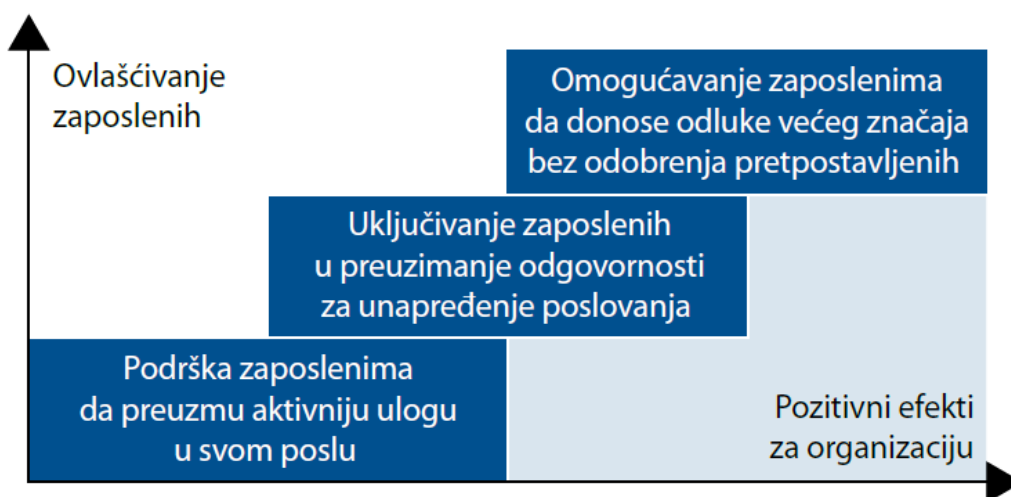 Ovlašćivanje
zaposlenih
Omogućavanje zaposlenima
da donose odluke većeg značaja
bez odobrenja pretpostavljenih
Uključivanje zaposlenih
u preuzimanje odgovornosti
za unapređenje poslovanja
Podrška zaposlenima
da preuzmu aktivniju ulogu
u svom poslu
Pozitivni efekti
za organizaciju